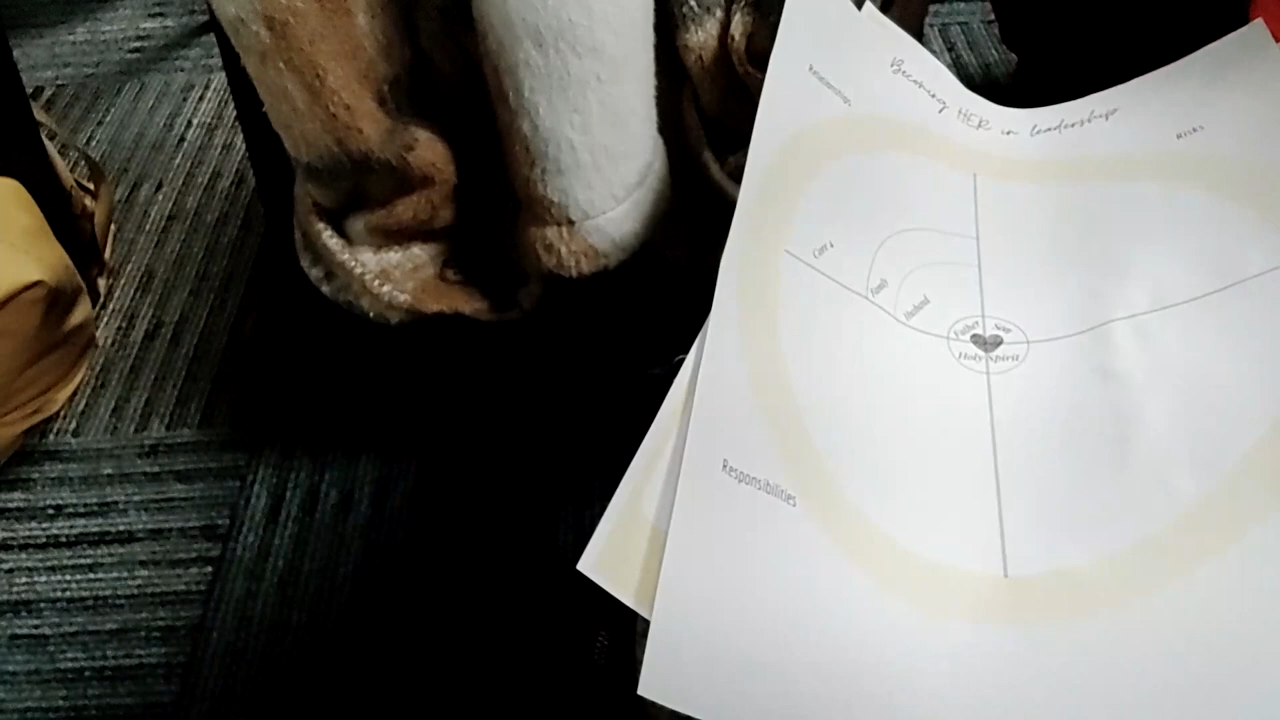 Becoming HER in leadership
Relationships
RISKS
Core 4
Family
Husband
Father Son
Holy Spirit
Responsibilities